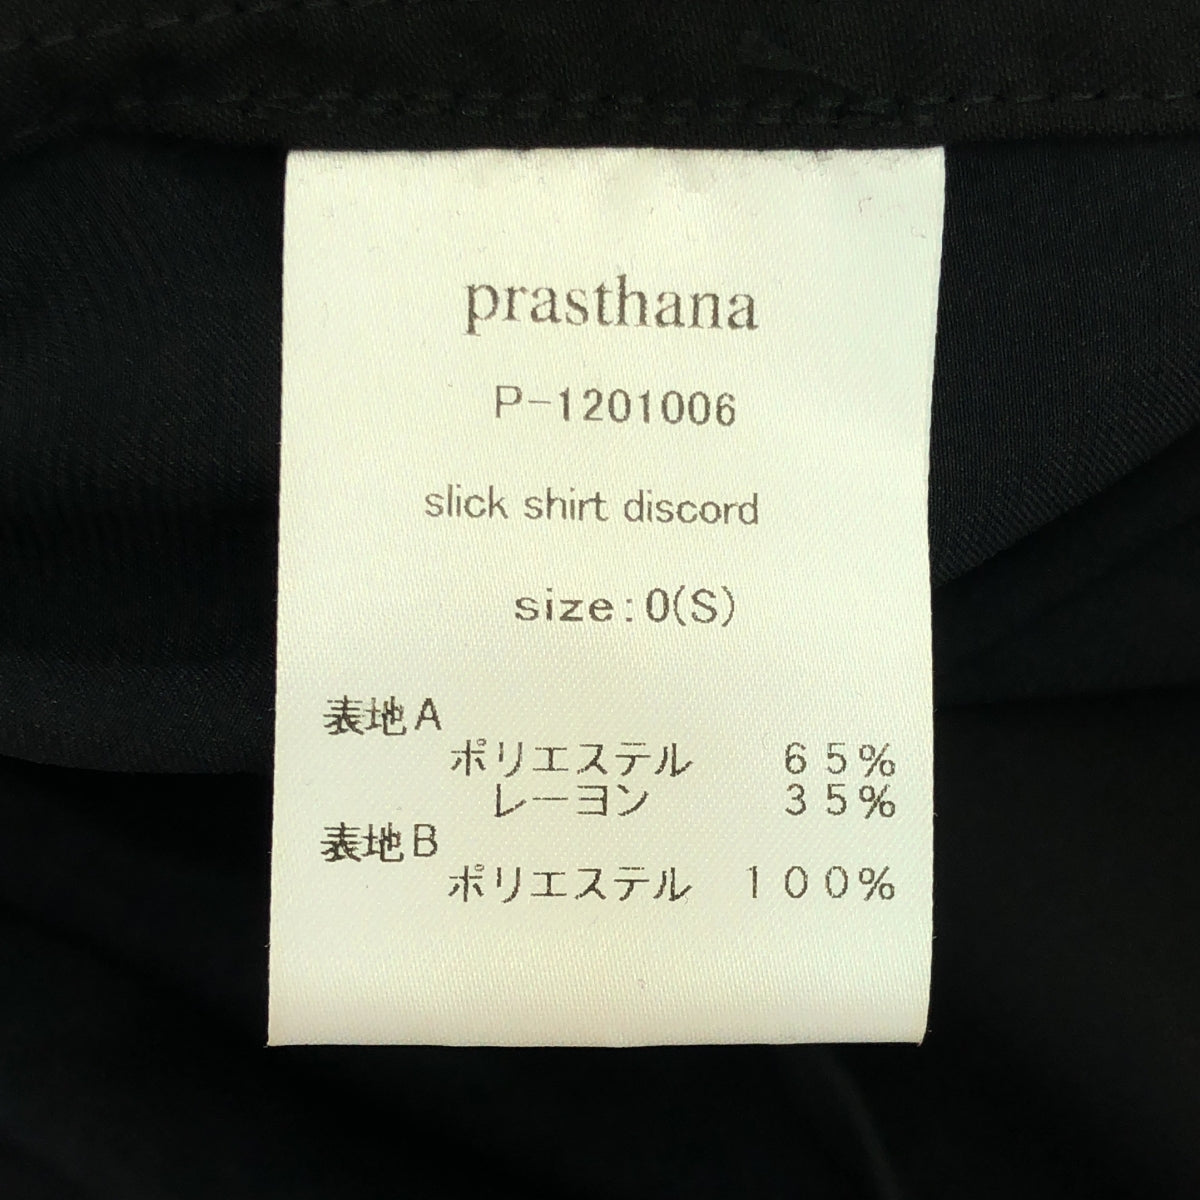 prasthana
P-1201006
slick shirt discord
size:0(S)
表地A
ポリエステル 65%
レーヨン 35%
表地B
ポリエステル 100%